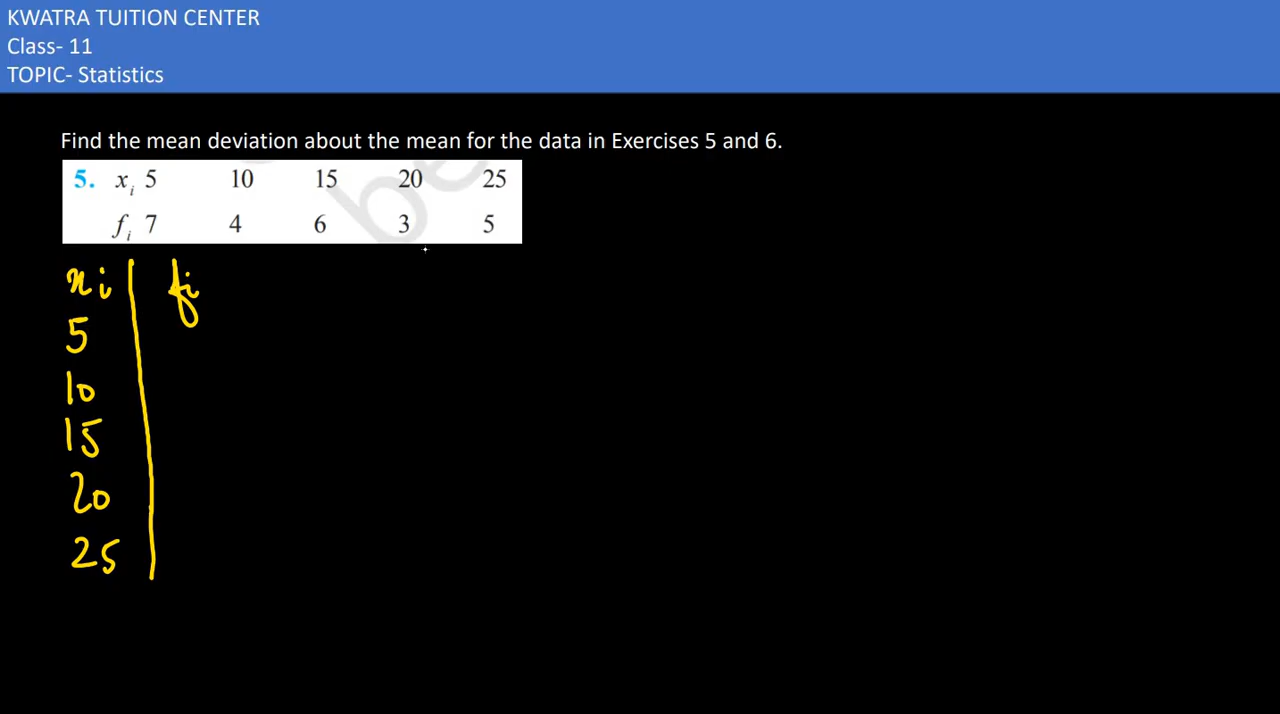 KWATRA TUITION CENTER
Class- 11
TOPIC- Statistics
Find the mean deviation about the mean for the data in Exercises 5 and 6.
5. xi 5 10 15 20 25
fi 7 4 6 3 5
xi fi
5
10
15
20
25